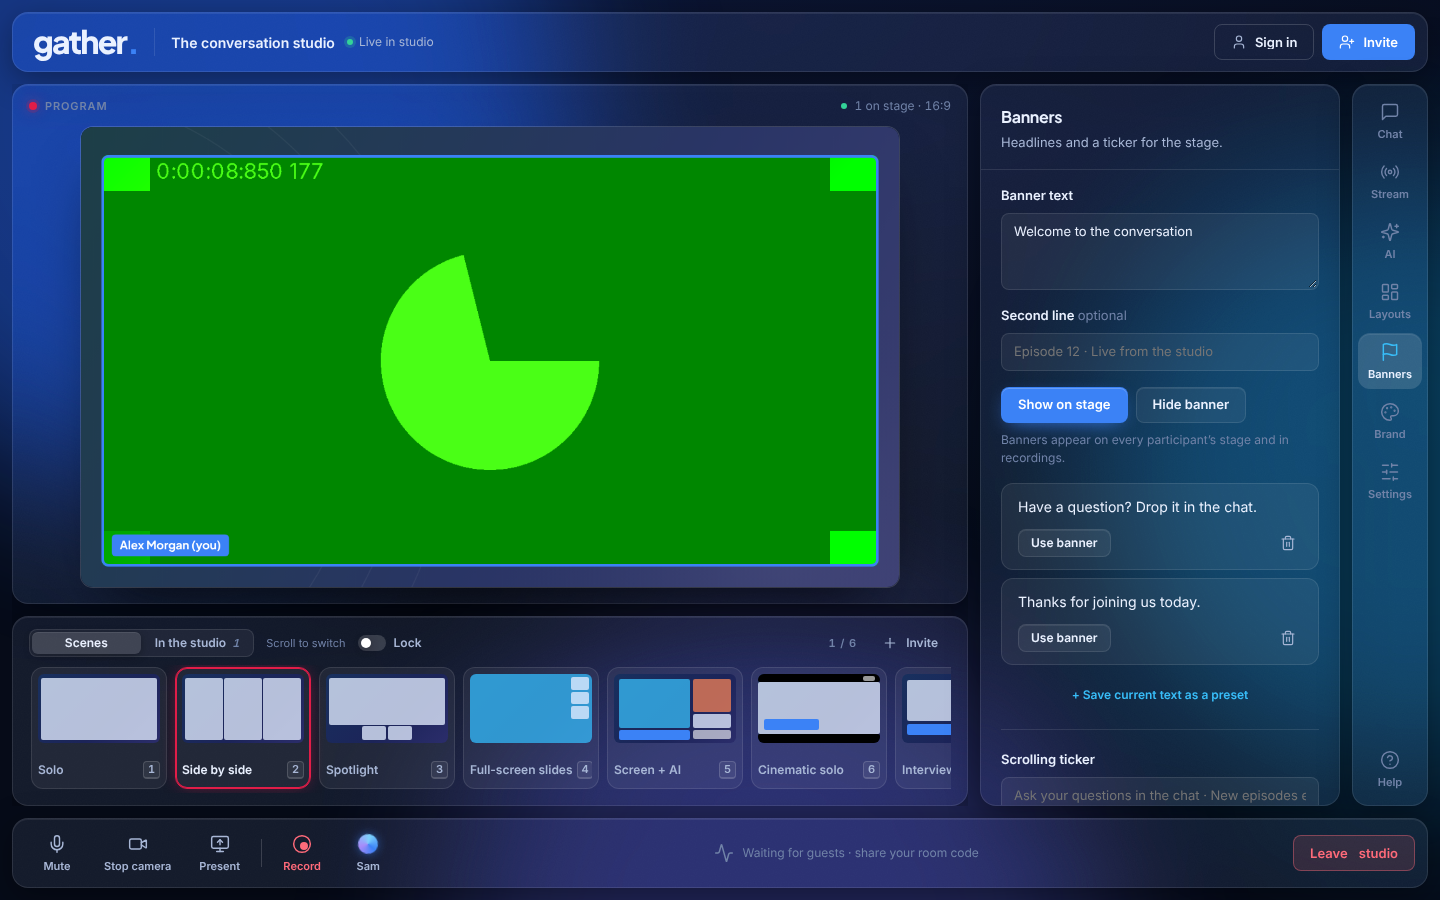 gather.
The conversation studio
Live in studio
Sign in
Invite
PROGRAM
1 on stage · 16:9
0:00:08:850 177
Alex Morgan (you)
Scenes
In the studio 1
Scroll to switch
Lock
1 / 6
Invite
Solo 1
Side by side 2
Spotlight 3
Full-screen slides 4
Screen + AI 5
Cinematic solo 6
Interview
Banners
Headlines and a ticker for the stage.
Banner text
Welcome to the conversation
Second line optional
Episode 12 · Live from the studio
Show on stage
Hide banner
Banners appear on every participant's stage and in
recordings.
Have a question? Drop it in the chat.
Use banner
Thanks for joining us today.
Use banner
+ Save current text as a preset
Scrolling ticker
Ask your questions in the chat · New episodes
Chat
Stream
AI
Layouts
Banners
Brand
Settings
Help
Mute
Stop camera
Present
Record
Sam
Waiting for guests · share your room code
Leave studio